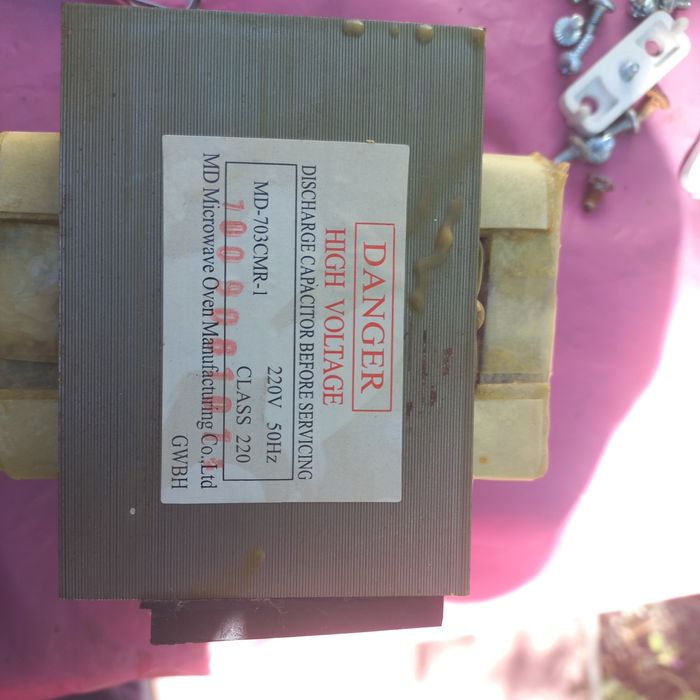 DANGER
HIGH VOLTAGE
DISCHARGE CAPACITOR BEFORE SERVICING
MD-703CMR-1 220V 50Hz
CLASS 220
MD Microwave Oven Manufacturing Co.,Ltd
GWBH